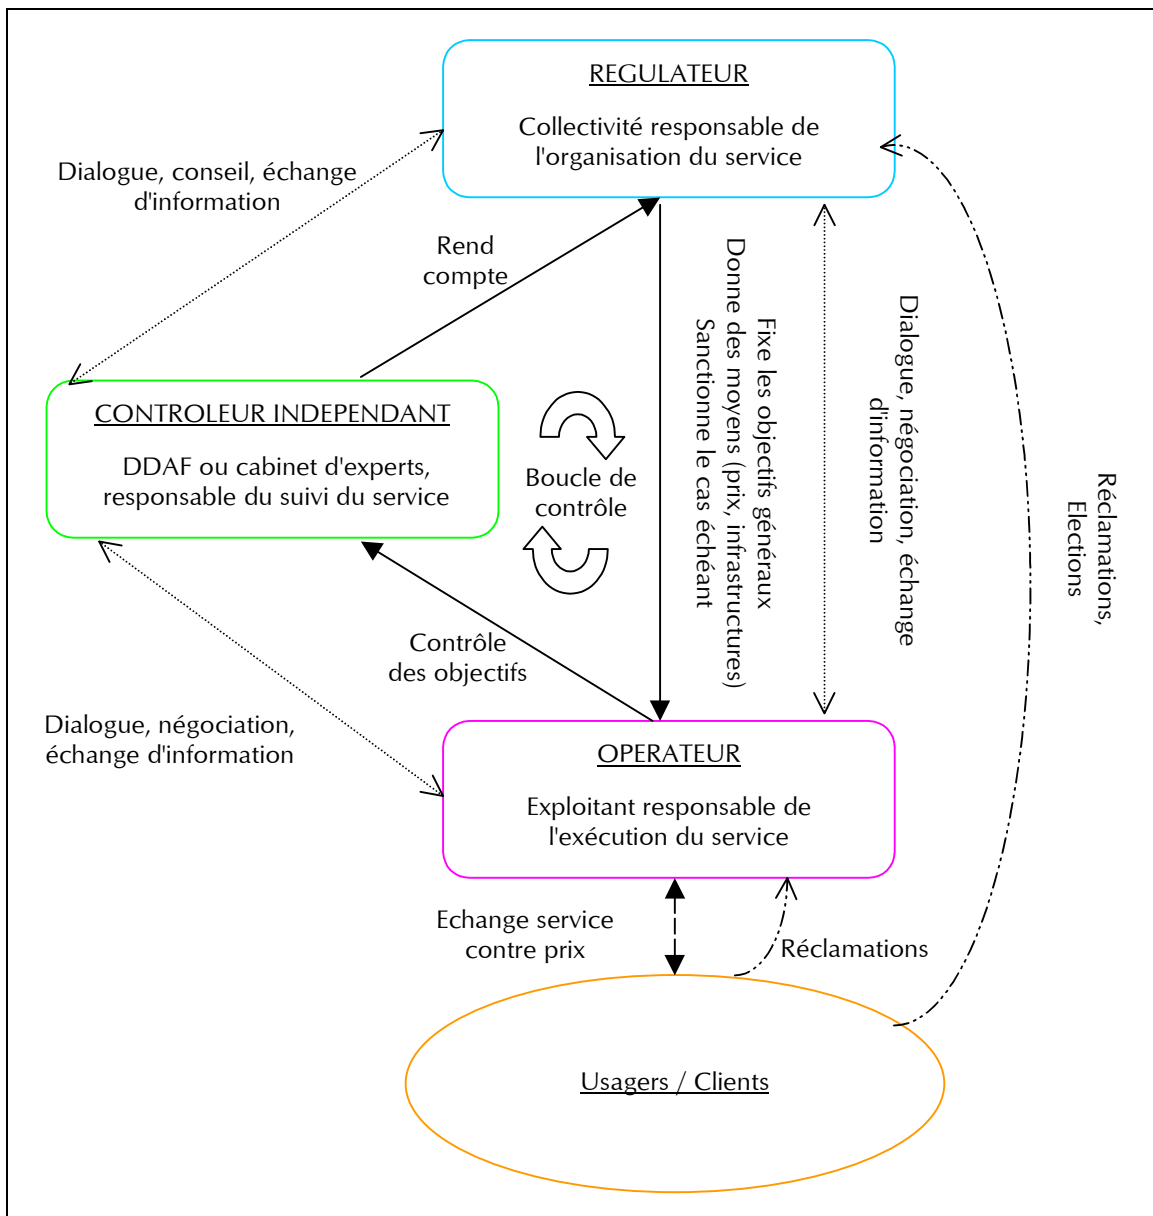 REGULATEUR
Collectivité responsable de
l'organisation du service
Dialogue, conseil, échange
d'information
Rend
compte
Fixe les objectifs généraux
Donne des moyens (prix, infrastructures)
Sanctionne le cas échéant
Dialogue, négociation, échange
d'information
Réclamations,
Elections
CONTROLEUR INDEPENDANT
DDAF ou cabinet d'experts,
responsable du suivi du service
Boucle de
contrôle
Contrôle
des objectifs
Dialogue, négociation,
échange d'information
OPERATEUR
Exploitant responsable de
l'exécution du service
Echange service
contre prix
Réclamations
Usagers / Clients